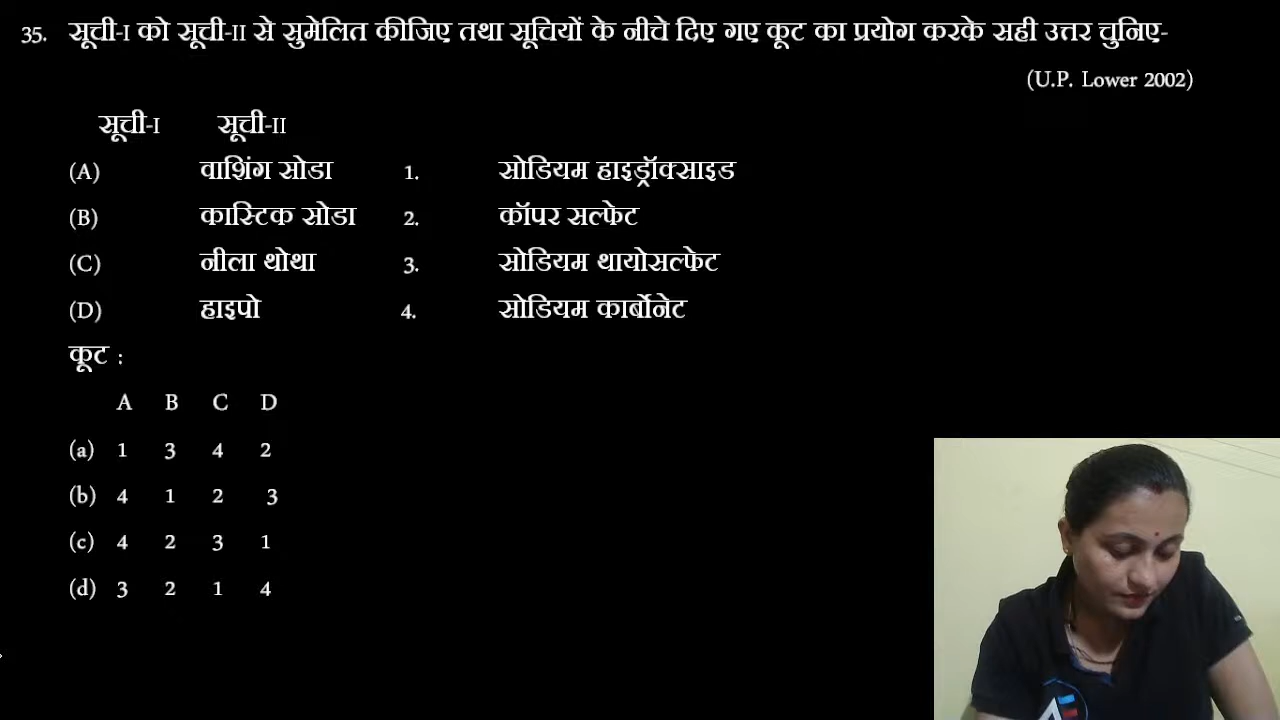 35. सूची-I को सूची-II से सुमेलित कीजिए तथा सूचियों के नीचे दिए गए कूट का प्रयोग करके सही उत्तर चुनिए-
(U.P. Lower 2002)
सूची-I सूची-II
(A) वाशिंग सोडा 1. सोडियम हाइड्रॉक्साइड
(B) कास्टिक सोडा 2. कॉपर सल्फेट
(C) नीला थोथा 3. सोडियम थायोसल्फेट
(D) हाइपो 4. सोडियम कार्बोनेट
कूट :
A B C D
(a) 1 3 4 2
(b) 4 1 2 3
(c) 4 2 3 1
(d) 3 2 1 4